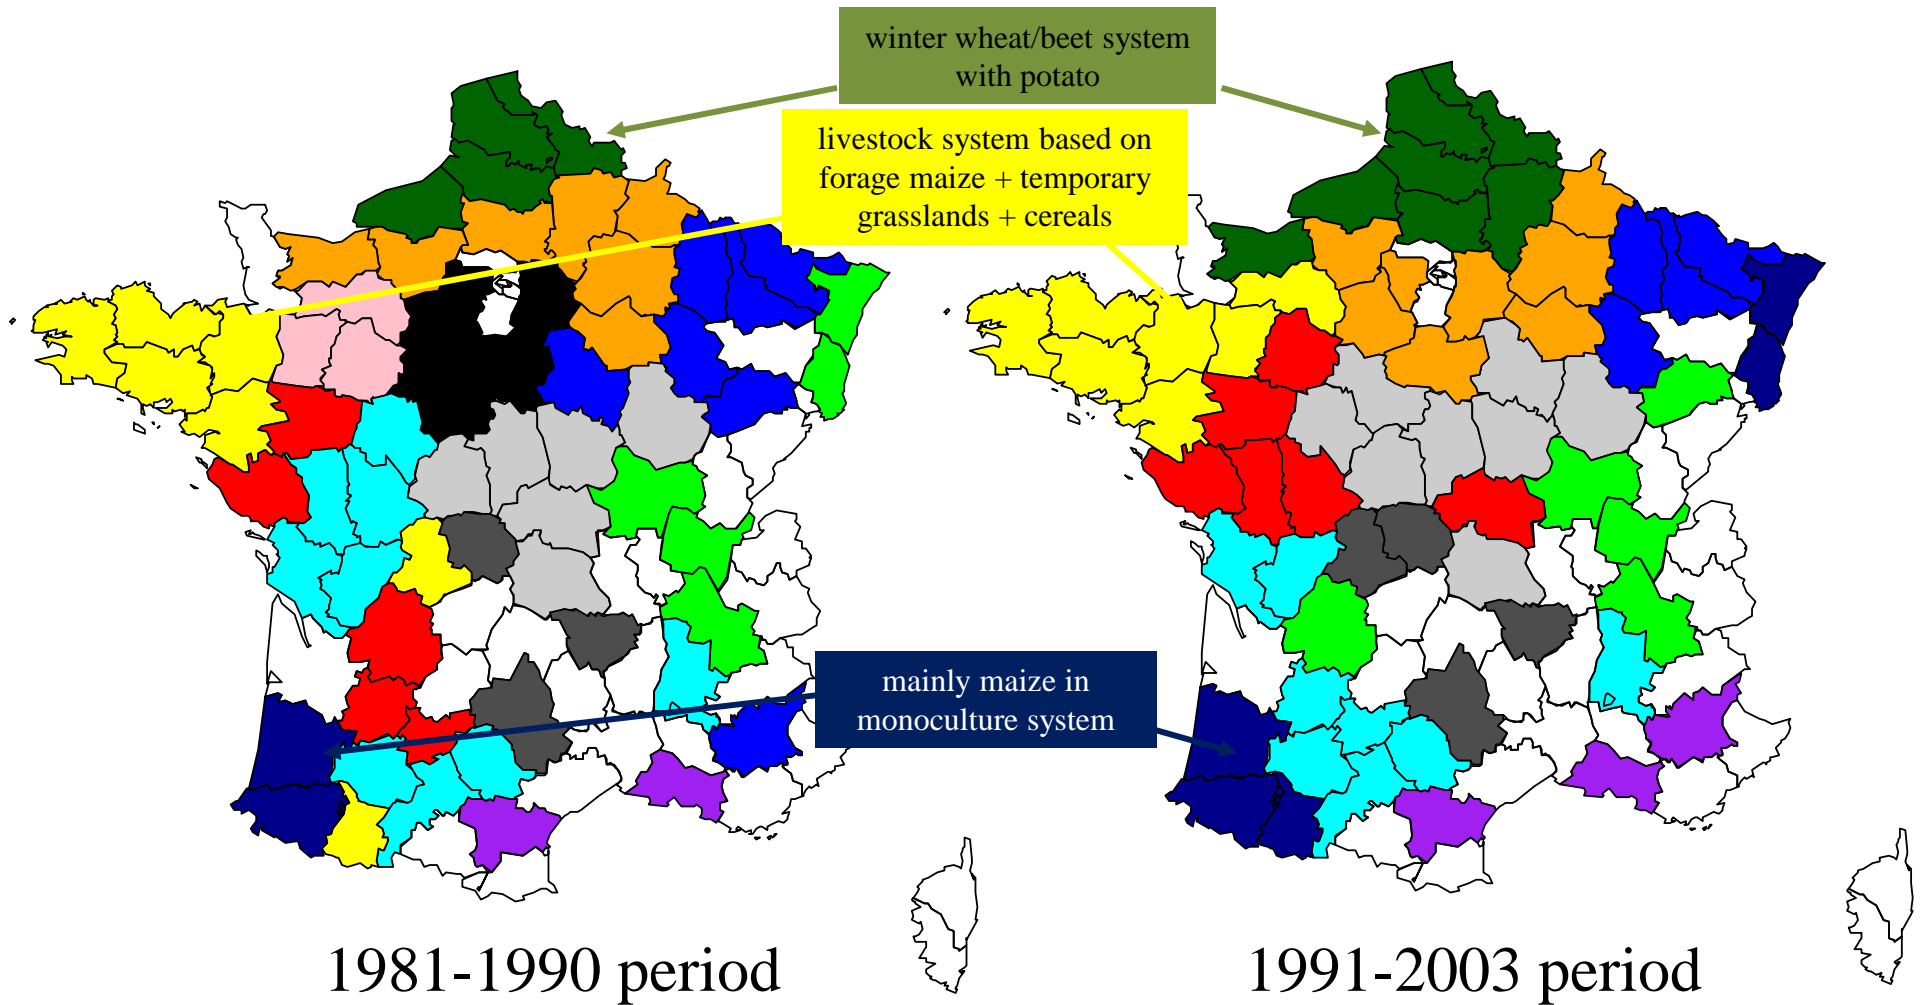 winter wheat/beet system
with potato
livestock system based on
forage maize + temporary
grasslands + cereals
mainly maize in
monoculture system
1981-1990 period
1991-2003 period